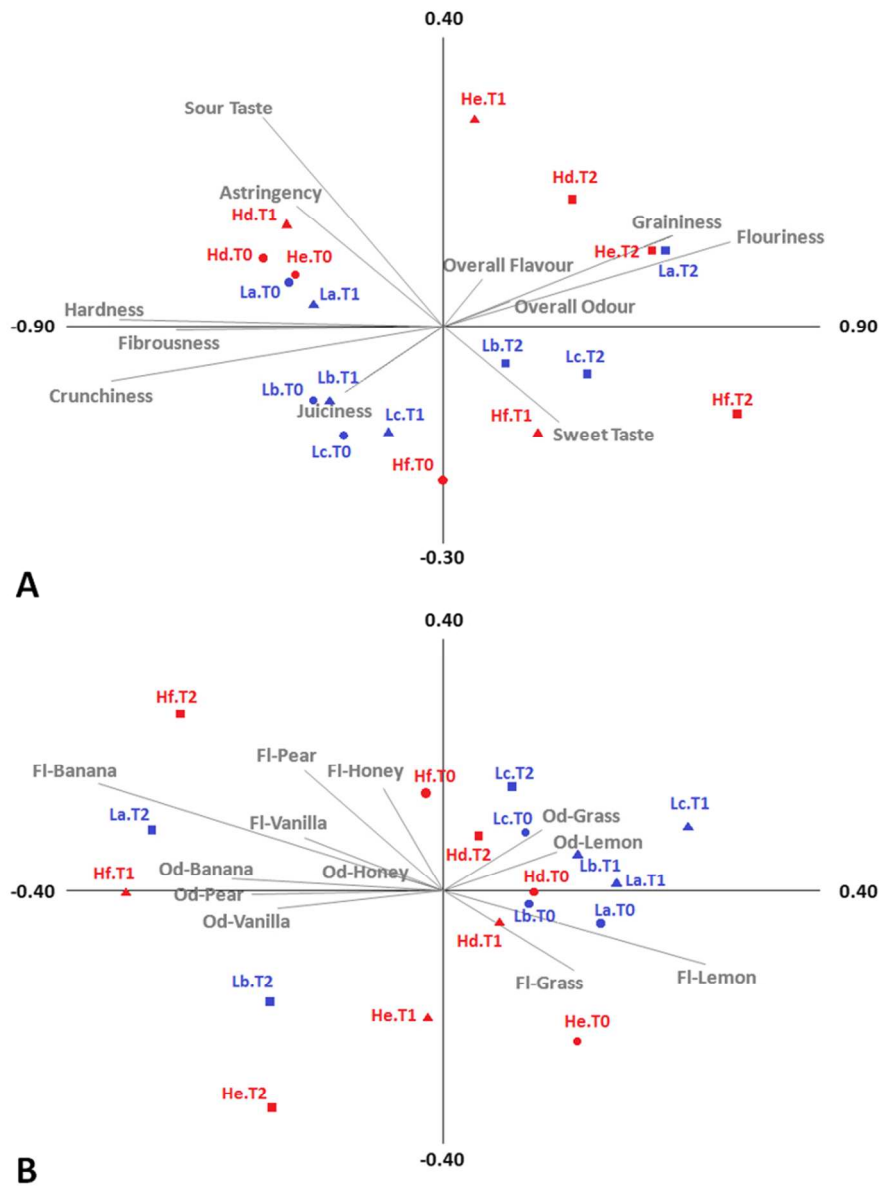 0.40
Sour Taste
He.T1
Hd.T2
Astringency
Hd.T1
Graininess
Flouriness
Hd.T0
He.T0
He.T2
La.T2
Overall Flavour
La.T0
La.T1
Overall Odour
Hardness
-0.90
0.90
Fibrousness
Lb.T2
Lc.T2
Crunchiness
Lb.T0
Lb.T1
Juiciness
Lc.T1
Hf.T1
Hf.T2
Sweet Taste
Lc.T0
Hf.T0
-0.30
A
0.40
Hf.T2
Fl-Pear
Fl-Honey
Hf.T0
Fl-Banana
Lc.T2
Lc.T1
La.T2
Fl-Vanilla
Lc.T0
Od-Grass
Od-Lemon
Hd.T2
Hf.T1
Od-Banana
Od-Honey
Lb.T1
La.T1
Hd.T0
-0.40
0.40
Od-Pear
Od-Vanilla
Lb.T0
La.T0
Hd.T1
Fl-Grass
Fl-Lemon
Lb.T2
He.T1
He.T0
He.T2
-0.40
B